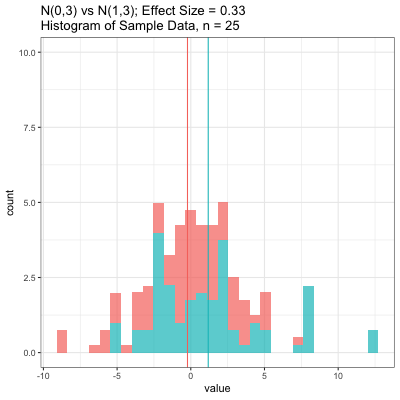 N(0,3) vs N(1,3); Effect Size = 0.33
Histogram of Sample Data, n = 25
10.0
7.5
5.0
2.5
0.0
count
-10
-5
0
5
10
value